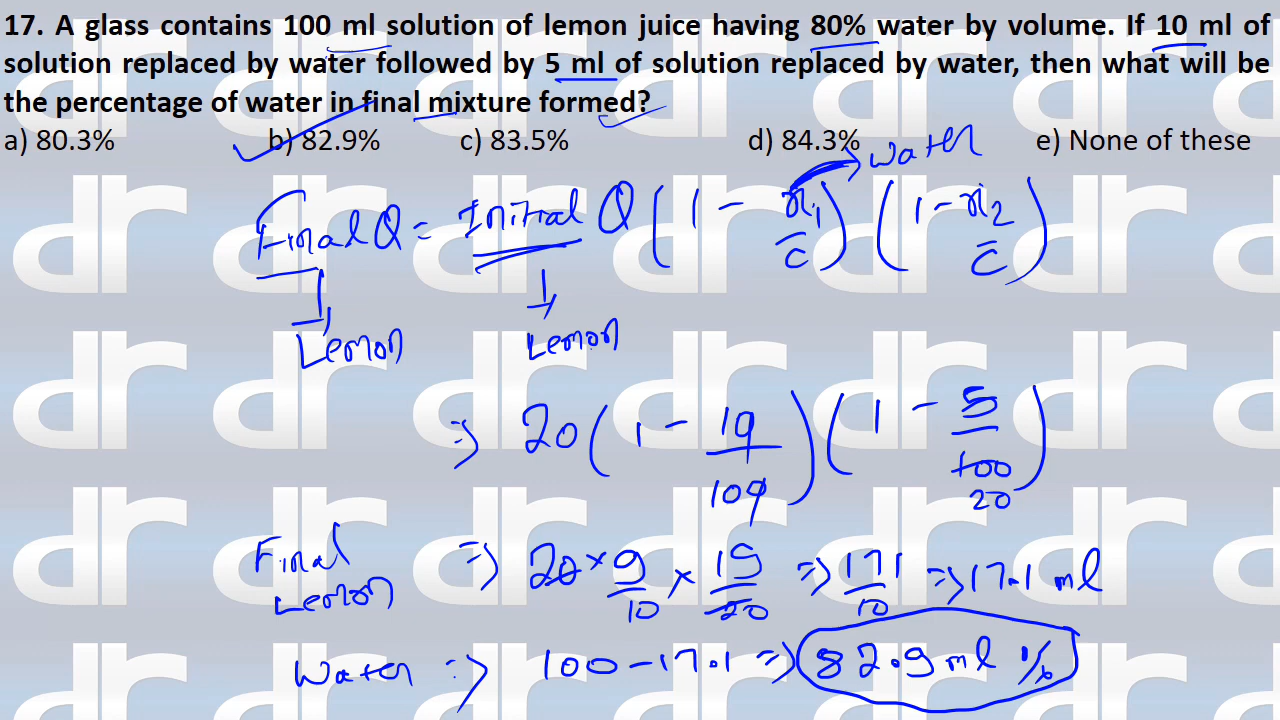 17. A glass contains 100 ml solution of lemon juice having 80% water by volume. If 10 ml of
solution replaced by water followed by 5 ml of solution replaced by water, then what will be
the percentage of water in final mixture formed?
a) 80.3% b) 82.9% c) 83.5% d) 84.3% e) None of these
water
Final Q = Initial Q (1 - x₁/c) (1 - x₂/c)
Lemon Lemon
⇒ 20 (1 - 10/100) (1 - 5/100)
20
Final Lemon ⇒ 20 × 9/10 × 19/20 ⇒ 171/10 ⇒ 17.1 ml
Water ⇒ 100 - 17.1 ⇒ 82.9 ml %
dr